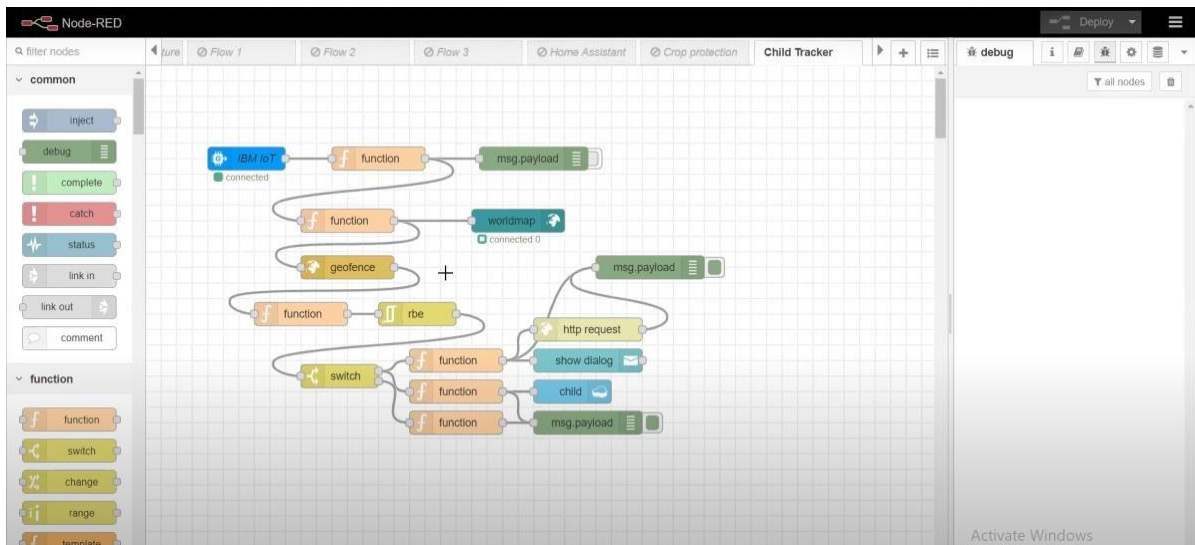 Node-RED
Deploy
filter nodes
ture
Flow 1
Flow 2
Flow 3
Home Assistant
Crop protection
Child Tracker
debug
i
all nodes
common
inject
debug
complete
catch
status
link in
link out
comment
function
function
switch
change
range
template
IBM IoT
connected
function
msg.payload
function
worldmap
connected 0
geofence
msg.payload
function
rbe
http request
switch
function
show dialog
function
child
function
msg.payload
Activate Windows